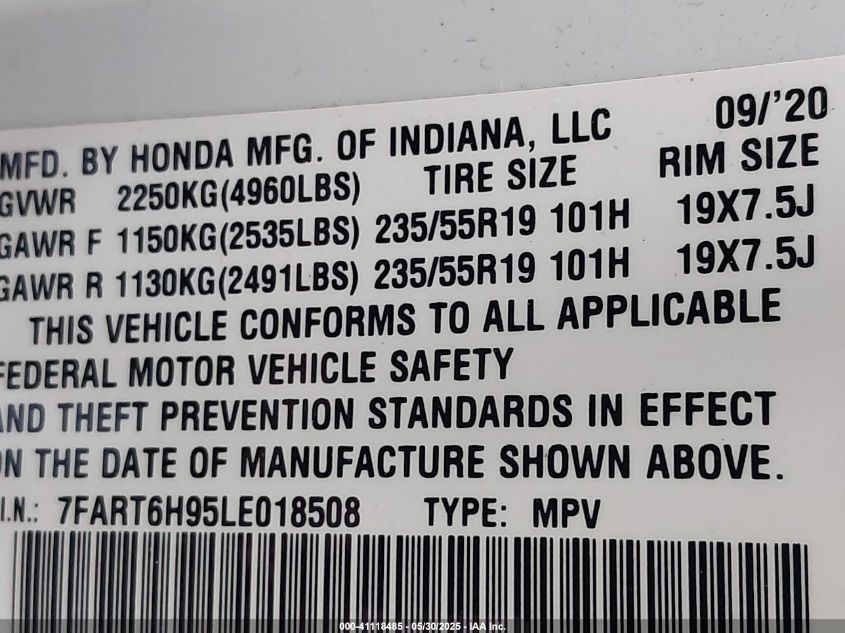 MFD. BY HONDA MFG. OF INDIANA, LLC 09/'20
GVWR 2250KG(4960LBS) TIRE SIZE RIM SIZE
GAWR F 1150KG(2535LBS) 235/55R19 101H 19X7.5J
GAWR R 1130KG(2491LBS) 235/55R19 101H 19X7.5J
THIS VEHICLE CONFORMS TO ALL APPLICABLE
FEDERAL MOTOR VEHICLE SAFETY
AND THEFT PREVENTION STANDARDS IN EFFECT
ON THE DATE OF MANUFACTURE SHOWN ABOVE.
I.N.: 7FART6H95LE018508 TYPE: MPV
000-41118485 - 05/30/2025 - IAA Inc.